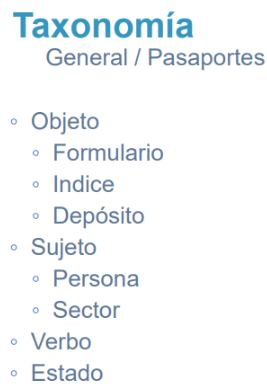 Taxonomía
General / Pasaportes
Objeto
Formulario
Indice
Depósito
Sujeto
Persona
Sector
Verbo
Estado